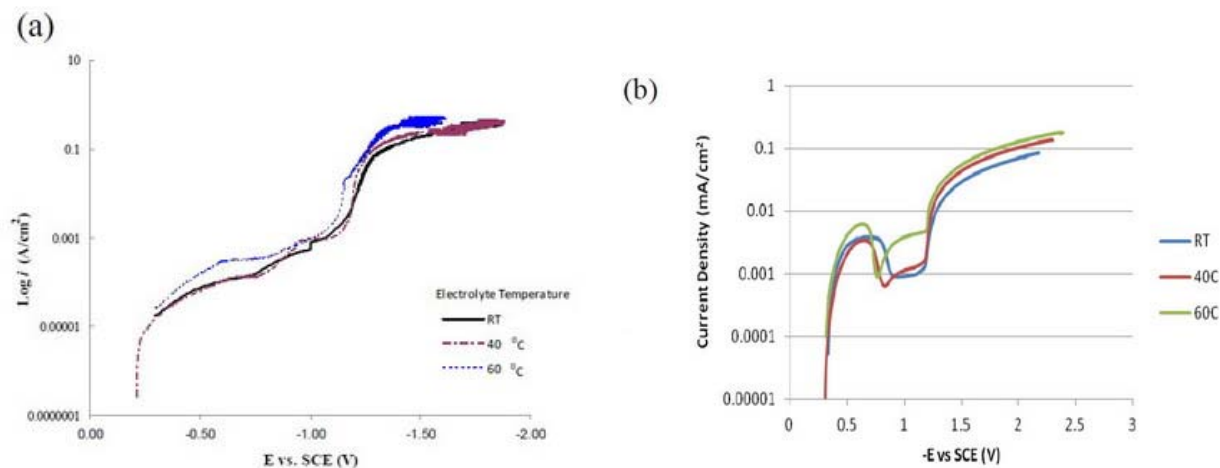 (a)
10
0.1
0.001
0.00001
0.0000001
Log i (A/cm²)
0.00 -0.50 -1.00 -1.50 -2.00
E vs. SCE (V)
Electrolyte Temperature
RT
40 ⁰C
60 ⁰C
(b)
1
0.1
0.01
0.001
0.0001
0.00001
Current Density (mA/cm²)
0 0.5 1 1.5 2 2.5 3
-E vs SCE (V)
RT
40C
60C